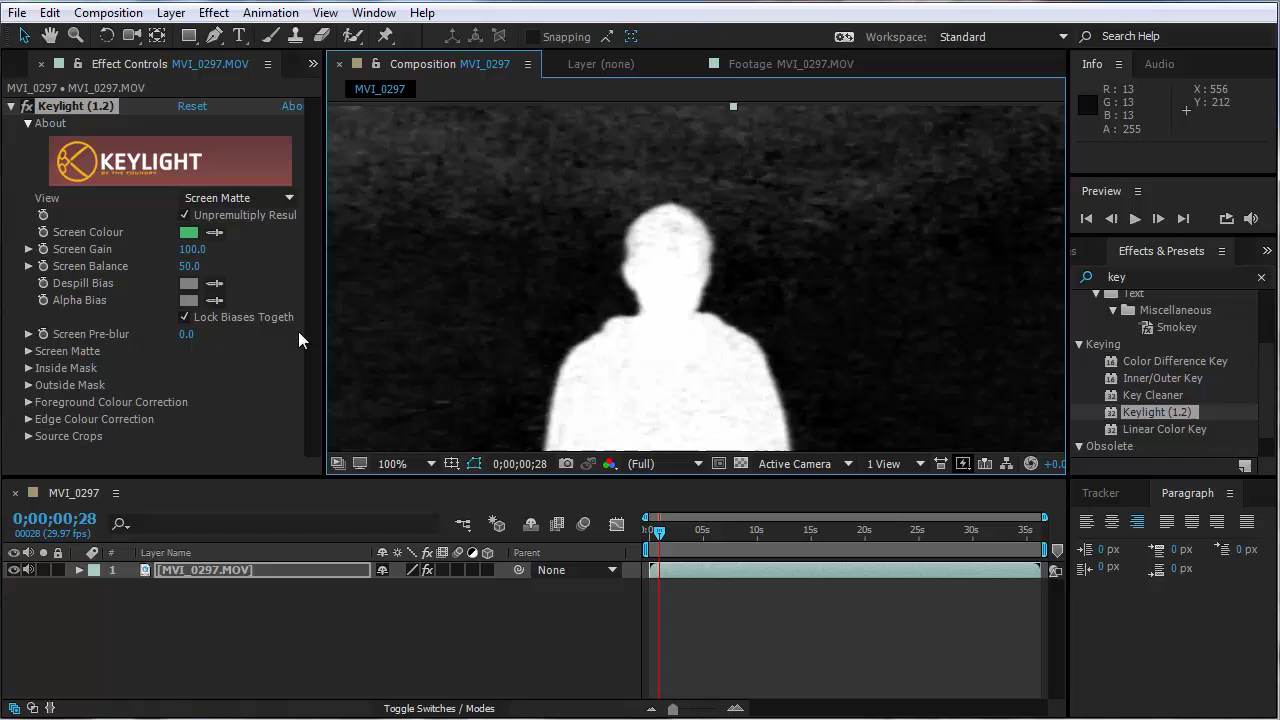 File Edit Composition Layer Effect Animation View Window Help
Snapping Workspace: Standard Search Help
Effect Controls MVI_0297.MOV
MVI_0297 • MVI_0297.MOV
fx Keylight (1.2) Reset Abo
About
KEYLIGHT
BY THE FOUNDRY
View Screen Matte
Unpremultiply Resul
Screen Colour
Screen Gain 100.0
Screen Balance 50.0
Despill Bias
Alpha Bias
Lock Biases Togeth
Screen Pre-blur 0.0
Screen Matte
Inside Mask
Outside Mask
Foreground Colour Correction
Edge Colour Correction
Source Crops
Composition MVI_0297 Layer (none) Footage MVI_0297.MOV
MVI_0297
100% 0;00;00;28 (Full) Active Camera 1 View +0.0
Info Audio
R : 13 X : 556
G : 13 Y : 212
B : 13
A : 255
Preview
Effects & Presets
key
Text
Miscellaneous
Smokey
Keying
Color Difference Key
Inner/Outer Key
Key Cleaner
Keylight (1.2)
Linear Color Key
Obsolete
Tracker Paragraph
0 px 0 px 0 px
0 px 0 px
MVI_0297
0;00;00;28
00028 (29.97 fps)
05s 10s 15s 20s 25s 30s 35s
# Layer Name fx Parent
1 [MVI_0297.MOV] fx None
Toggle Switches / Modes